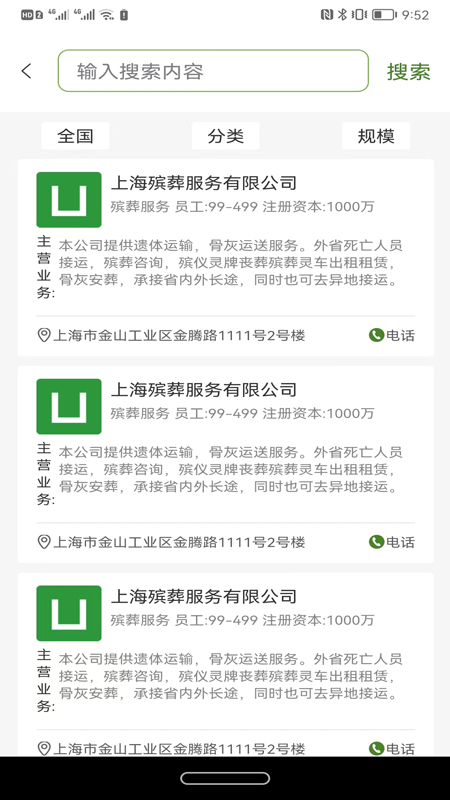 HD 2 4G 4G 9:52
输入搜索内容 搜索
全国 分类 规模
上海殡葬服务有限公司
殡葬服务 员工:99-499 注册资本:1000万
主营业务:
本公司提供遗体运输，骨灰运送服务。外省死亡人员
接运，殡葬咨询，殡仪灵牌丧葬殡葬灵车出租租赁，
骨灰安葬，承接省内外长途，同时也可去异地接运。
上海市金山工业区金腾路1111号2号楼 电话
上海殡葬服务有限公司
殡葬服务 员工:99-499 注册资本:1000万
主营业务:
本公司提供遗体运输，骨灰运送服务。外省死亡人员
接运，殡葬咨询，殡仪灵牌丧葬殡葬灵车出租租赁，
骨灰安葬，承接省内外长途，同时也可去异地接运。
上海市金山工业区金腾路1111号2号楼 电话
上海殡葬服务有限公司
殡葬服务 员工:99-499 注册资本:1000万
主营业务:
本公司提供遗体运输，骨灰运送服务。外省死亡人员
接运，殡葬咨询，殡仪灵牌丧葬殡葬灵车出租租赁，
骨灰安葬，承接省内外长途，同时也可去异地接运。
上海市金山工业区金腾路1111号2号楼 电话